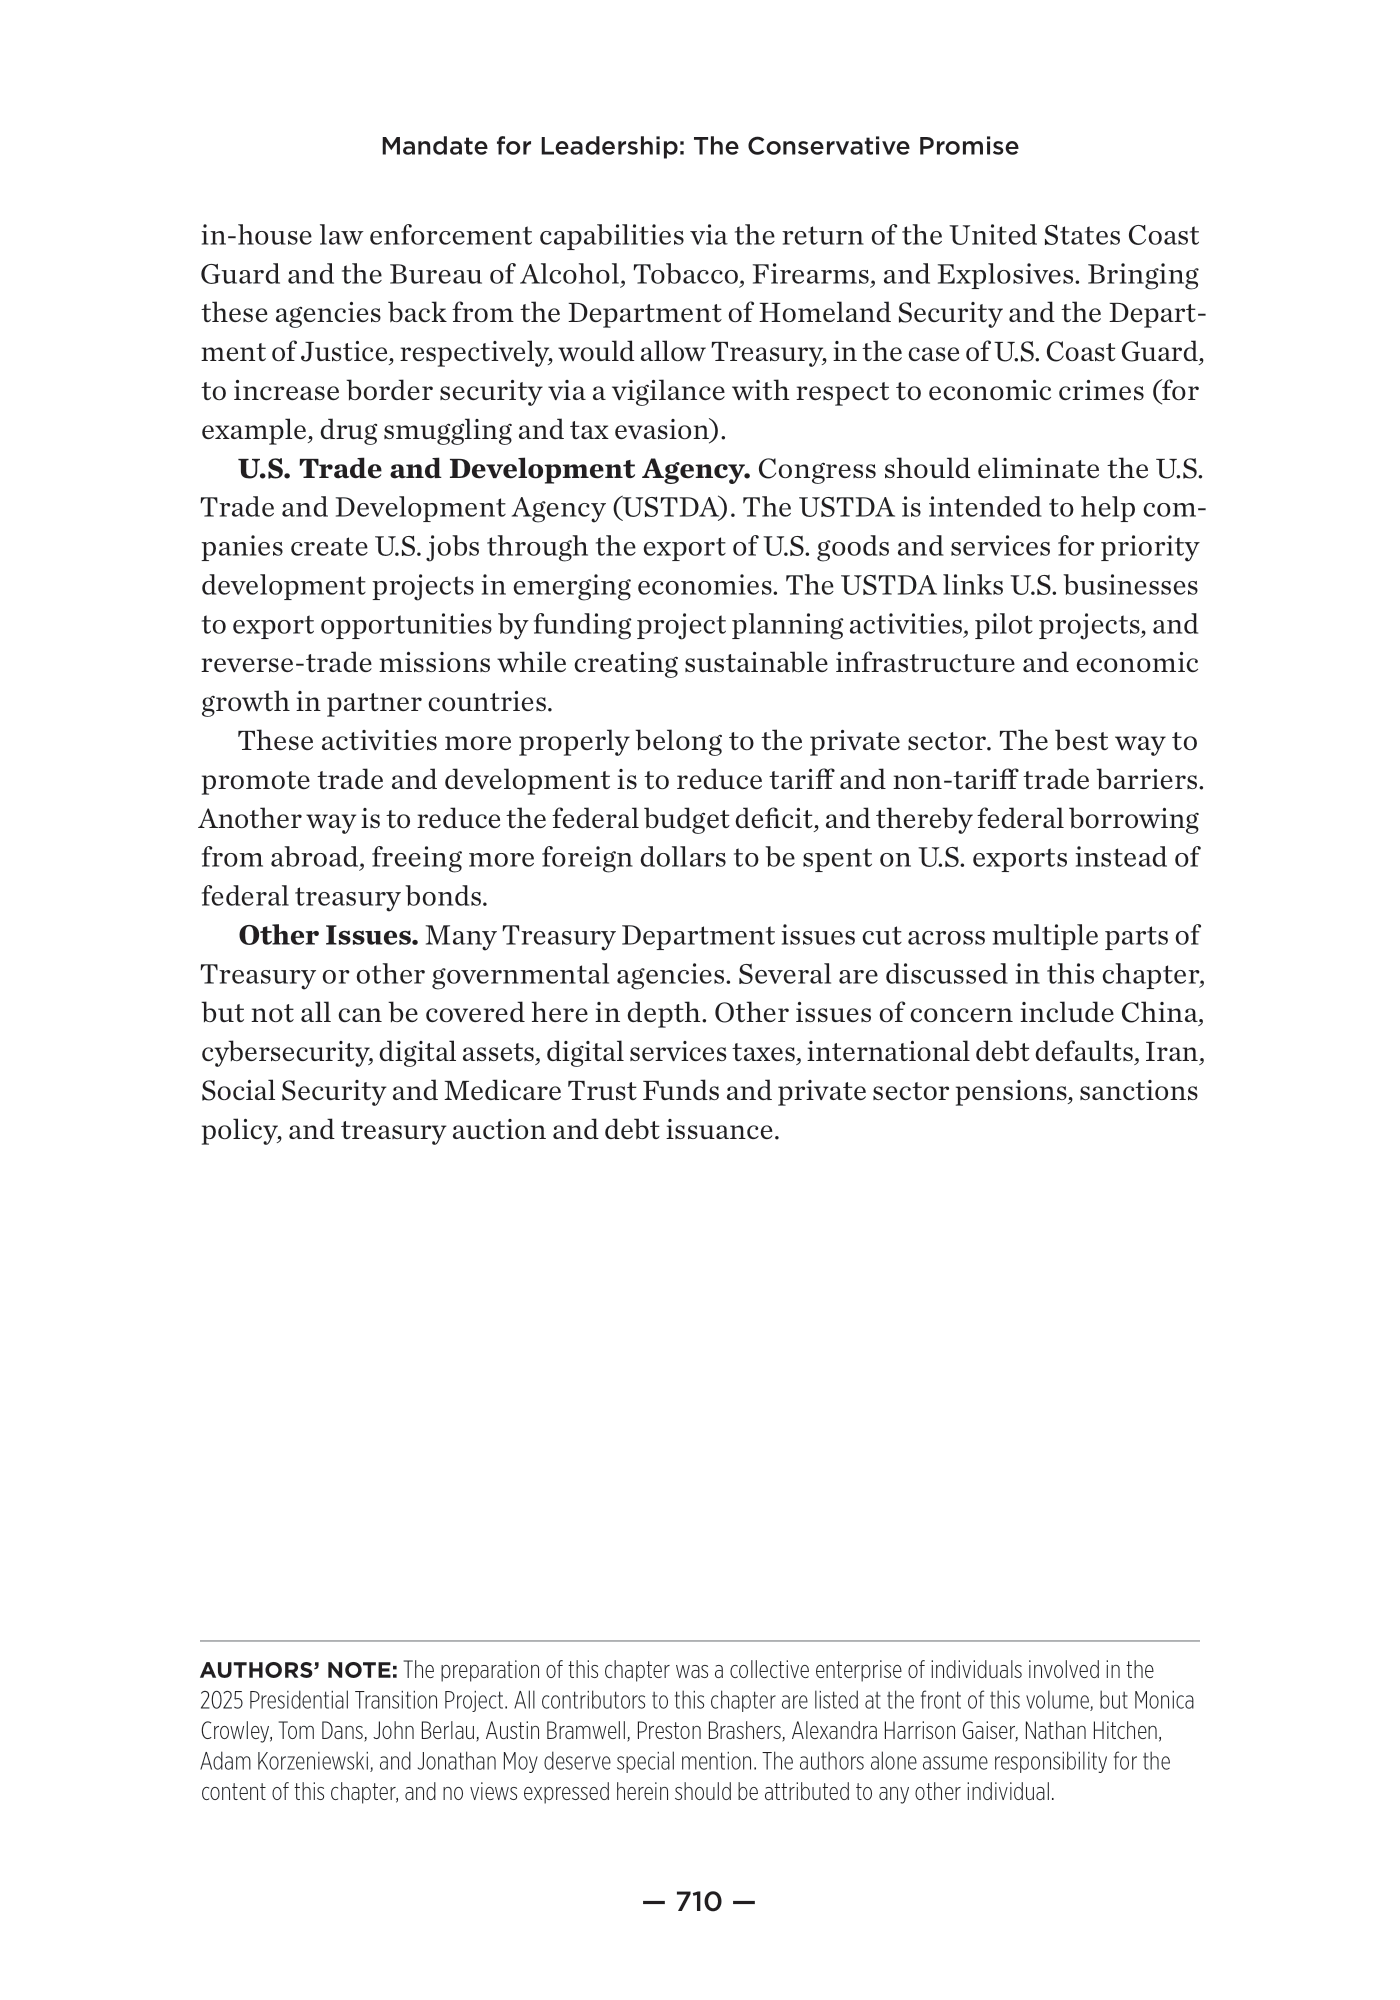 Mandate for Leadership: The Conservative Promise
in-house law enforcement capabilities via the return of the United States Coast
Guard and the Bureau of Alcohol, Tobacco, Firearms, and Explosives. Bringing
these agencies back from the Department of Homeland Security and the Depart-
ment of Justice, respectively, would allow Treasury, in the case of U.S. Coast Guard,
to increase border security via a vigilance with respect to economic crimes (for
example, drug smuggling and tax evasion).
U.S. Trade and Development Agency. Congress should eliminate the U.S.
Trade and Development Agency (USTDA). The USTDA is intended to help com-
panies create U.S. jobs through the export of U.S. goods and services for priority
development projects in emerging economies. The USTDA links U.S. businesses
to export opportunities by funding project planning activities, pilot projects, and
reverse-trade missions while creating sustainable infrastructure and economic
growth in partner countries.
These activities more properly belong to the private sector. The best way to
promote trade and development is to reduce tariff and non-tariff trade barriers.
Another way is to reduce the federal budget deficit, and thereby federal borrowing
from abroad, freeing more foreign dollars to be spent on U.S. exports instead of
federal treasury bonds.
Other Issues. Many Treasury Department issues cut across multiple parts of
Treasury or other governmental agencies. Several are discussed in this chapter,
but not all can be covered here in depth. Other issues of concern include China,
cybersecurity, digital assets, digital services taxes, international debt defaults, Iran,
Social Security and Medicare Trust Funds and private sector pensions, sanctions
policy, and treasury auction and debt issuance.
AUTHORS’ NOTE: The preparation of this chapter was a collective enterprise of individuals involved in the
2025 Presidential Transition Project. All contributors to this chapter are listed at the front of this volume, but Monica
Crowley, Tom Dans, John Berlau, Austin Bramwell, Preston Brashers, Alexandra Harrison Gaiser, Nathan Hitchen,
Adam Korzeniewski, and Jonathan Moy deserve special mention. The authors alone assume responsibility for the
content of this chapter, and no views expressed herein should be attributed to any other individual.
— 710 —